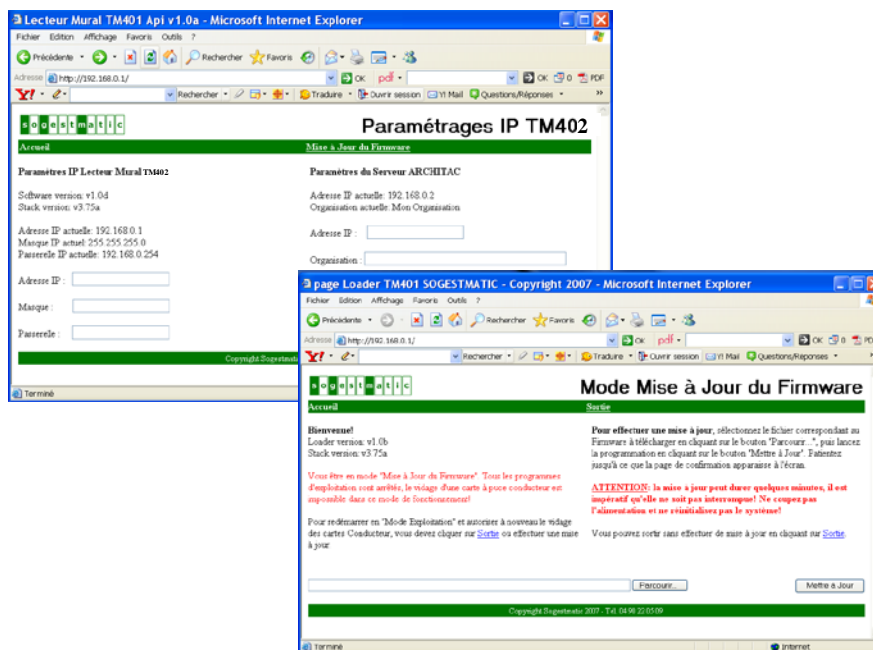 Lecteur Mural TM401 Api v1.0a - Microsoft Internet Explorer
Fichier Edition Affichage Favoris Outils ?
Précédente Rechercher Favoris
Adresse http://192.168.0.1/ OK pdf OK 0 PDF
Y! Rechercher Traduire Ouvrir session Y! Mail Questions/Réponses »
sogestmatic Paramétrages IP TM402
Accueil Mise à Jour du Firmware
Paramètres IP Lecteur Mural TM402 Paramètres du Serveur ARCHITAC
Software version: v1.0d Adresse IP actuelle: 192.168.0.2
Stack version: v3.75a Organisation actuelle: Mon Organisation
Adresse IP actuelle: 192.168.0.1 Adresse IP :
Masque IP actuel: 255.255.255.0
Passerelle IP actuelle: 192.168.0.254 Organisation :
Adresse IP :
Masque :
Passerelle :
Copyright Sogestmatic
Terminé
page Loader TM401 SOGESTMATIC - Copyright 2007 - Microsoft Internet Explorer
Fichier Edition Affichage Favoris Outils ?
Précédente Rechercher Favoris
Adresse http://192.168.0.1/ OK pdf OK 0 PD
Y! Rechercher Traduire Ouvrir session Y! Mail Questions/Réponses
sogestmatic Mode Mise à Jour du Firmware
Accueil Sortie
Bienvenue!
Loader version: v1.0b
Stack version: v3.75a
Vous être en mode "Mise à Jour du Firmware". Tous les programmes
d'exploitation sont arrêtés, le vidage d'une carte à puce conducteur est
impossible dans ce mode de fonctionnement!
Pour redémarrer en "Mode Exploitation" et autoriser à nouveau le vidage
des cartes Conducteur, vous devez cliquer sur Sortie ou effectuer une mise
à jour
Pour effectuer une mise à jour, sélectionnez le fichier correspondant au
Firmware à télécharger en cliquant sur le bouton "Parcourir...", puis lancez
la programmation en cliquant sur le bouton "Mettre à Jour". Patientez
jusqu'à ce que la page de confirmation apparaisse à l'écran.
ATTENTION: la mise à jour peut durer quelques minutes, il est
impératif qu'elle ne soit pas interrompue! Ne coupez pas
l'alimentation et ne réinitialisez pas le système!
Vous pouvez sortir sans effectuer de mise à jour en cliquant sur Sortie.
Parcourir... Mettre à Jour
Copyright Sogestmatic 2007 - Tél. 04 98 22 05 09
Terminé Internet